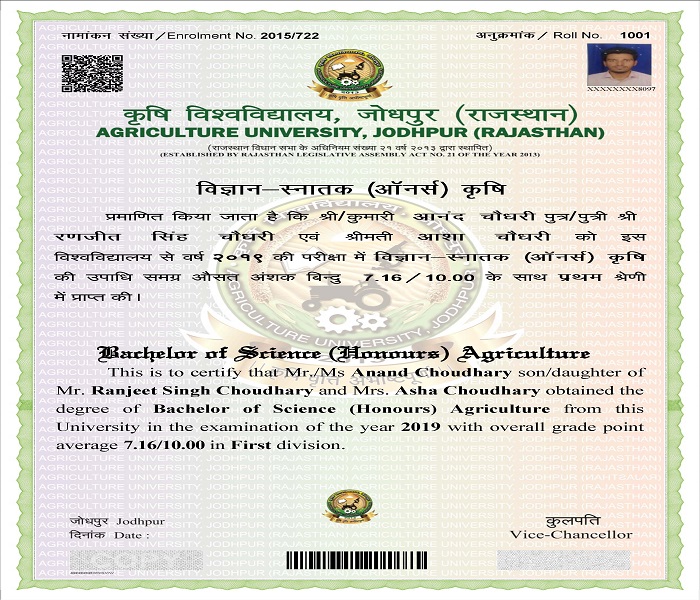 नामांकन संख्या/Enrolment No. 2015/722
अनुक्रमांक/ Roll No. 1001
XXXXXXXX8097
2013
कृषि विश्वविद्यालय, जोधपुर (राजस्थान)
AGRICULTURE UNIVERSITY, JODHPUR (RAJASTHAN)
(राजस्थान विधान सभा के अधिनियम संख्या २१ वर्ष २०१३ द्वारा स्थापित)
(ESTABLISHED BY RAJASTHAN LEGISLATIVE ASSEMBLY ACT NO. 21 OF THE YEAR 2013)
विज्ञान–स्नातक (ऑनर्स) कृषि
प्रमाणित किया जाता है कि श्री/कुमारी आनंद चौधरी पुत्र/पुत्री श्री
रणजीत सिंह चौधरी एवं श्रीमती आशा चौधरी को इस
विश्वविद्यालय से वर्ष २०१९ की परीक्षा में विज्ञान–स्नातक (ऑनर्स) कृषि
की उपाधि समग्र औसत अंशक बिन्दु 7.16/10.00 के साथ प्रथम श्रेणी
में प्राप्त की।
Bachelor of Science (Honours) Agriculture
This is to certify that Mr./Ms Anand Choudhary son/daughter of
Mr. Ranjeet Singh Choudhary and Mrs. Asha Choudhary obtained the
degree of Bachelor of Science (Honours) Agriculture from this
University in the examination of the year 2019 with overall grade point
average 7.16/10.00 in First division.
जोधपुर Jodhpur
दिनांक Date :
कुलपति
Vice-Chancellor
COPY